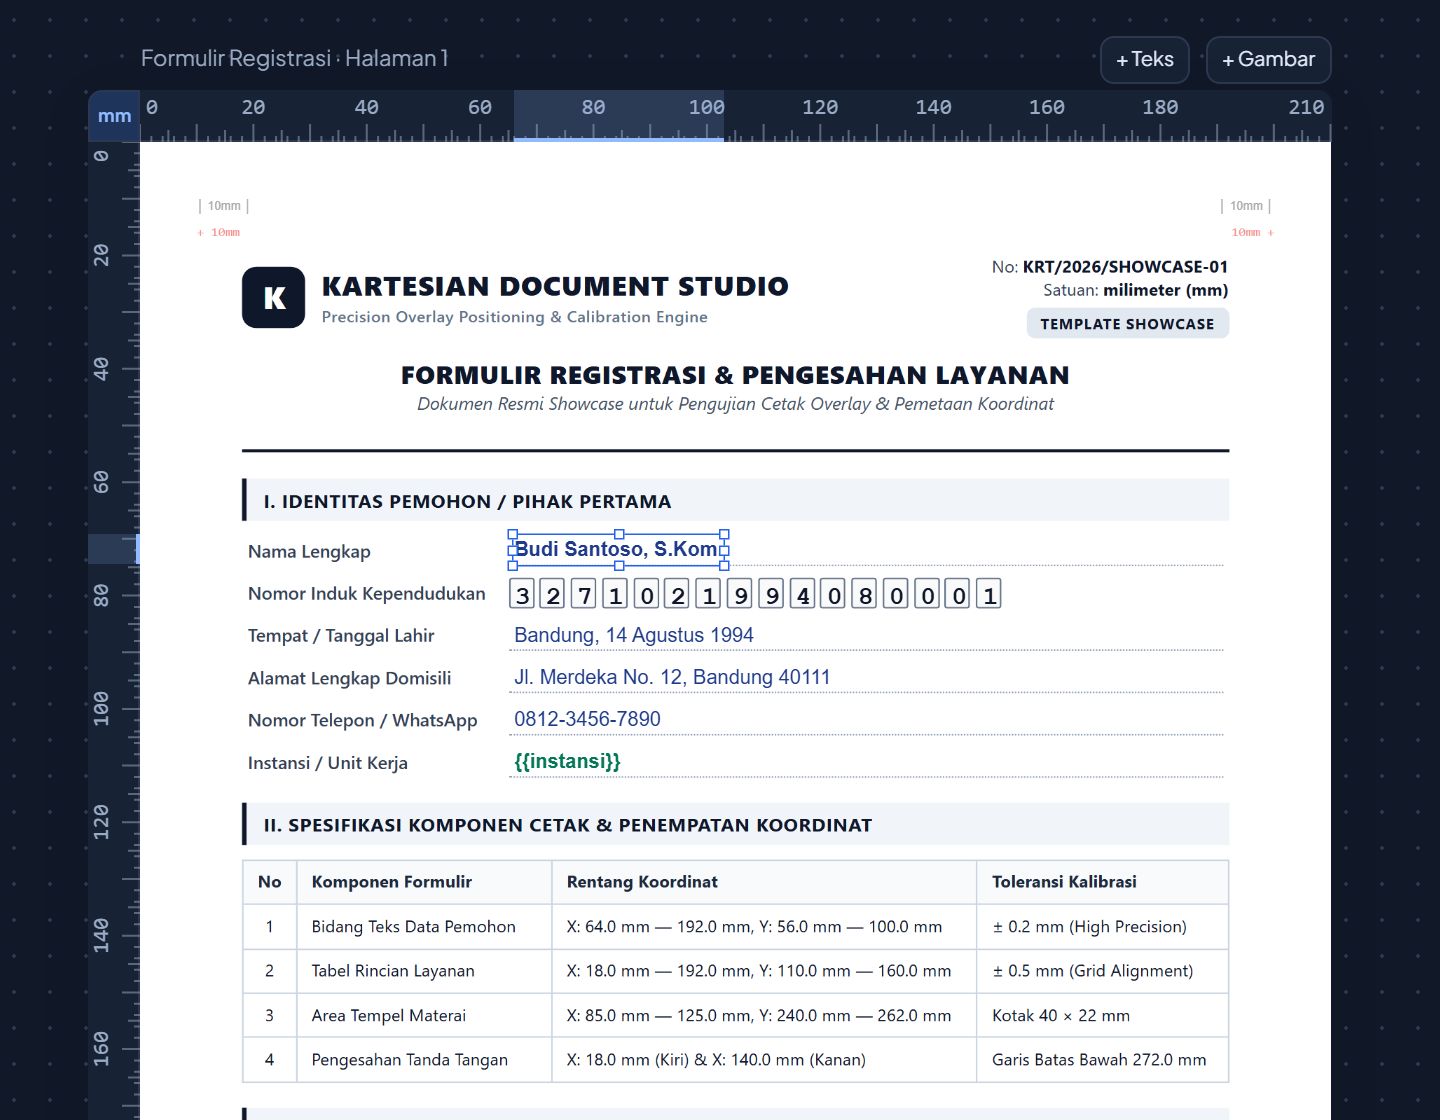 Formulir Registrasi · Halaman 1
+ Teks
+ Gambar
mm
0 20 40 60 80 100 120 140 160 180 210
0
20
40
60
80
100
120
140
160
| 10mm |
| 10mm |
+ 10mm
10mm +
K
KARTESIAN DOCUMENT STUDIO
Precision Overlay Positioning & Calibration Engine
No: KRT/2026/SHOWCASE-01
Satuan: milimeter (mm)
TEMPLATE SHOWCASE
FORMULIR REGISTRASI & PENGESAHAN LAYANAN
Dokumen Resmi Showcase untuk Pengujian Cetak Overlay & Pemetaan Koordinat
I. IDENTITAS PEMOHON / PIHAK PERTAMA
Nama Lengkap Budi Santoso, S.Kom
Nomor Induk Kependudukan 3 2 7 1 0 2 1 9 9 4 0 8 0 0 0 1
Tempat / Tanggal Lahir Bandung, 14 Agustus 1994
Alamat Lengkap Domisili Jl. Merdeka No. 12, Bandung 40111
Nomor Telepon / WhatsApp 0812-3456-7890
Instansi / Unit Kerja {{instansi}}
II. SPESIFIKASI KOMPONEN CETAK & PENEMPATAN KOORDINAT
No Komponen Formulir Rentang Koordinat Toleransi Kalibrasi
1 Bidang Teks Data Pemohon X: 64.0 mm — 192.0 mm, Y: 56.0 mm — 100.0 mm ± 0.2 mm (High Precision)
2 Tabel Rincian Layanan X: 18.0 mm — 192.0 mm, Y: 110.0 mm — 160.0 mm ± 0.5 mm (Grid Alignment)
3 Area Tempel Materai X: 85.0 mm — 125.0 mm, Y: 240.0 mm — 262.0 mm Kotak 40 × 22 mm
4 Pengesahan Tanda Tangan X: 18.0 mm (Kiri) & X: 140.0 mm (Kanan) Garis Batas Bawah 272.0 mm